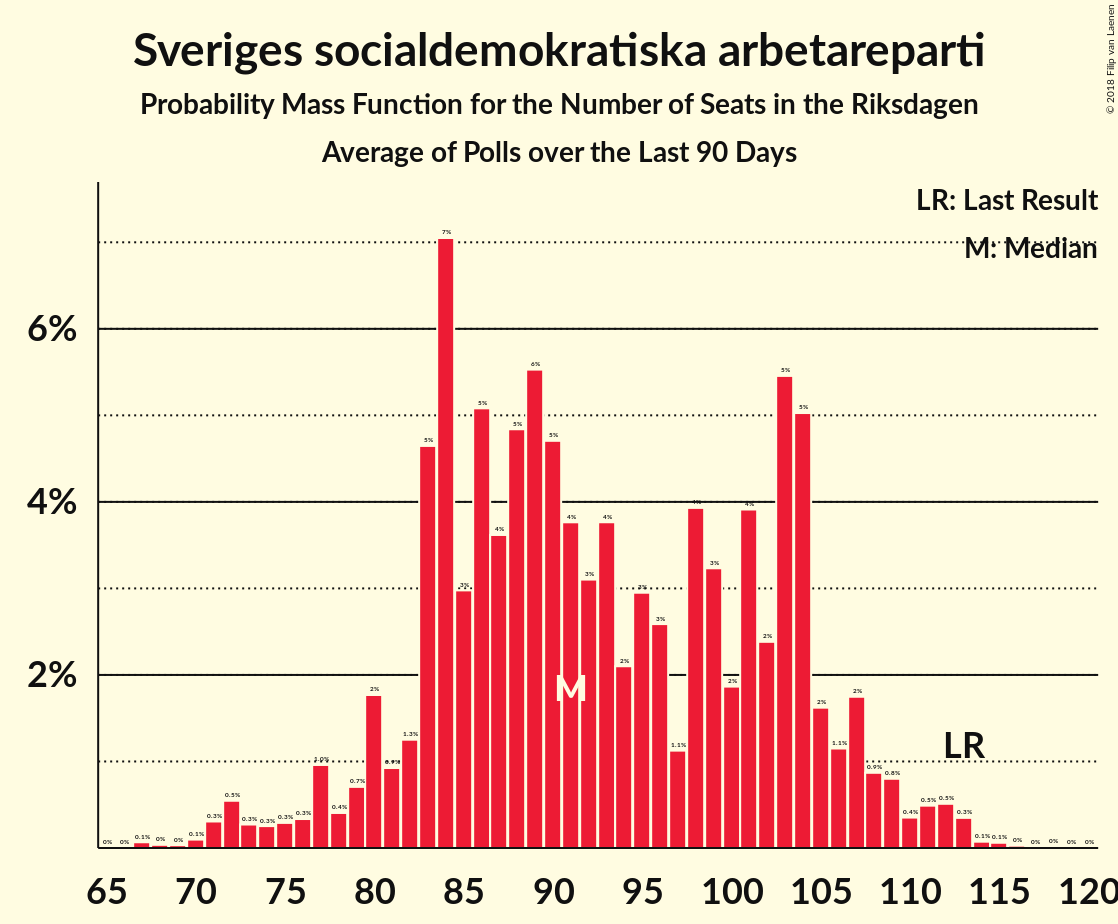 Sveriges socialdemokratiska arbetareparti
Probability Mass Function for the Number of Seats in the Riksdagen
Average of Polls over the Last 90 Days
© 2018 Filip van Laenen
LR: Last Result
M: Median
6%
4%
2%
0% 0% 0.1% 0% 0% 0.1% 0.3% 0.5% 0.3% 0.3% 0.3% 0.3% 1.0% 0.4% 0.7% 2% 0.9% 1.3% 5% 7% 3% 5% 4% 5% 6% 5% 4% 3% 4% 2% 3% 3% 1.1% 4% 3% 2% 4% 2% 5% 5% 2% 1.1% 2% 0.9% 0.8% 0.4% 0.5% 0.5% 0.3% 0.1% 0.1% 0% 0% 0% 0% 0%
M
LR
65 70 75 80 85 90 95 100 105 110 115 120